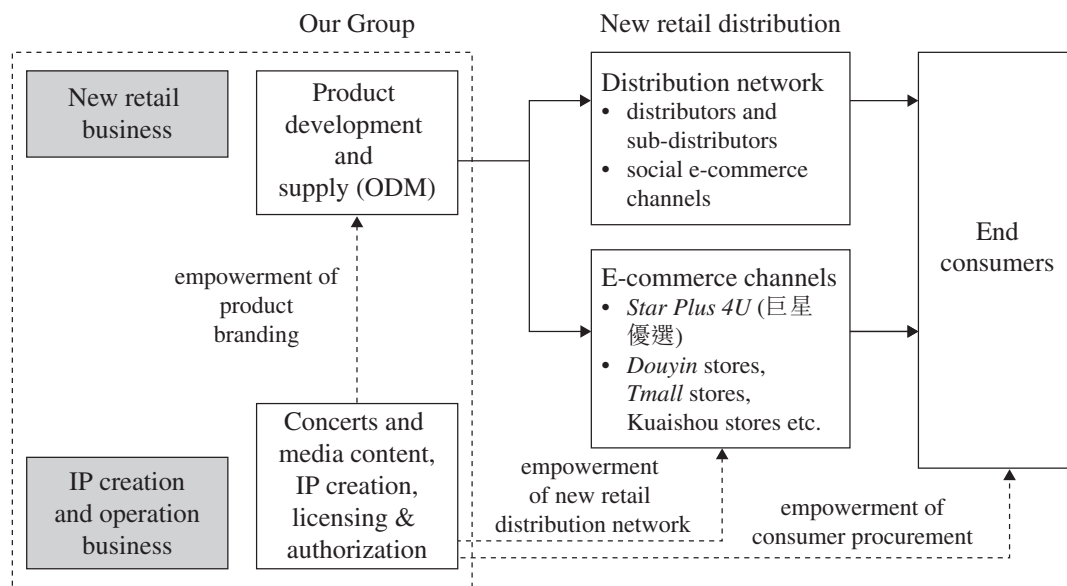 Our Group
New retail distribution
New retail
business
Product
development
and
supply (ODM)
Distribution network
• distributors and
sub-distributors
• social e-commerce
channels
End
consumers
empowerment of
product
branding
E-commerce channels
• Star Plus 4U (巨星
優選)
• Douyin stores,
Tmall stores,
Kuaishou stores etc.
IP creation
and operation
business
Concerts and
media content,
IP creation,
licensing &
authorization
empowerment
of new retail
distribution network
empowerment of
consumer procurement